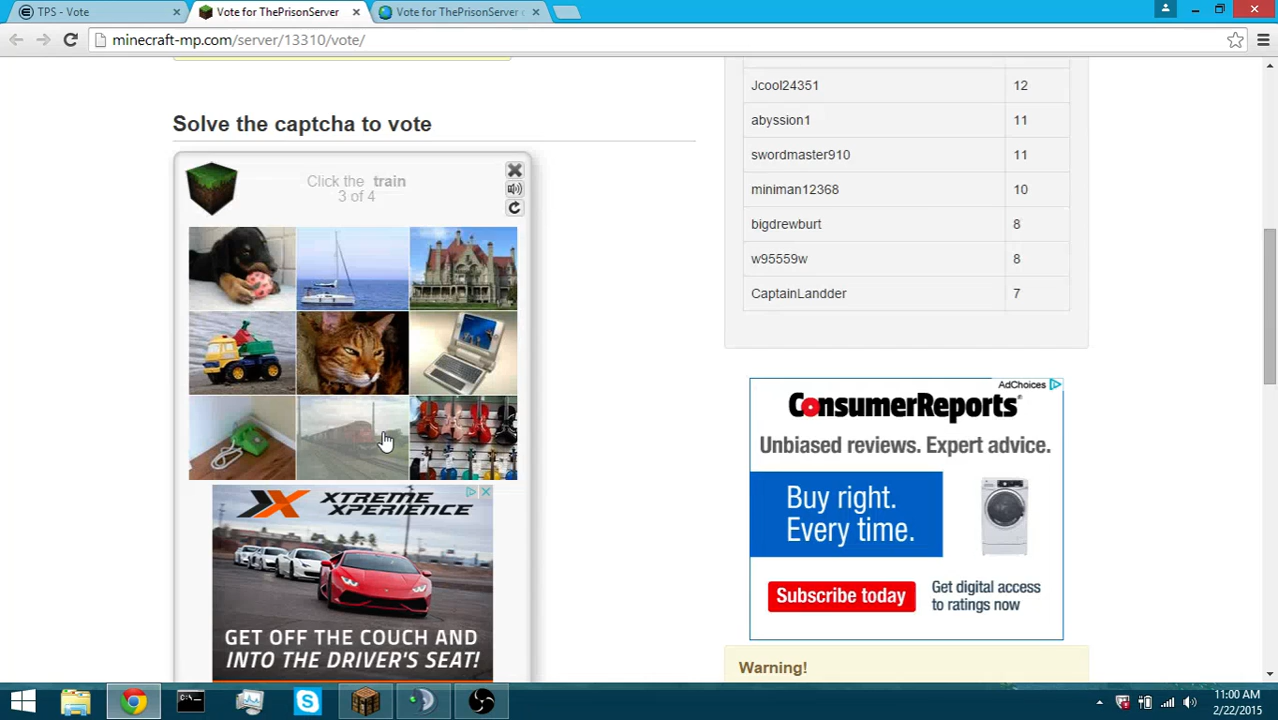 TPS - Vote
Vote for ThePrisonServer
Vote for ThePrisonServer
minecraft-mp.com/server/13310/vote/
Solve the captcha to vote
Click the train
3 of 4
Jcool24351 12
abyssion1 11
swordmaster910 11
miniman12368 10
bigdrewburt 8
w95559w 8
CaptainLandder 7
XTREME
XPERIENCE
GET OFF THE COUCH AND
INTO THE DRIVER'S SEAT!
AdChoices
ConsumerReports
Unbiased reviews. Expert advice.
Buy right.
Every time.
Subscribe today
Get digital access
to ratings now
Warning!
11:00 AM
2/22/2015